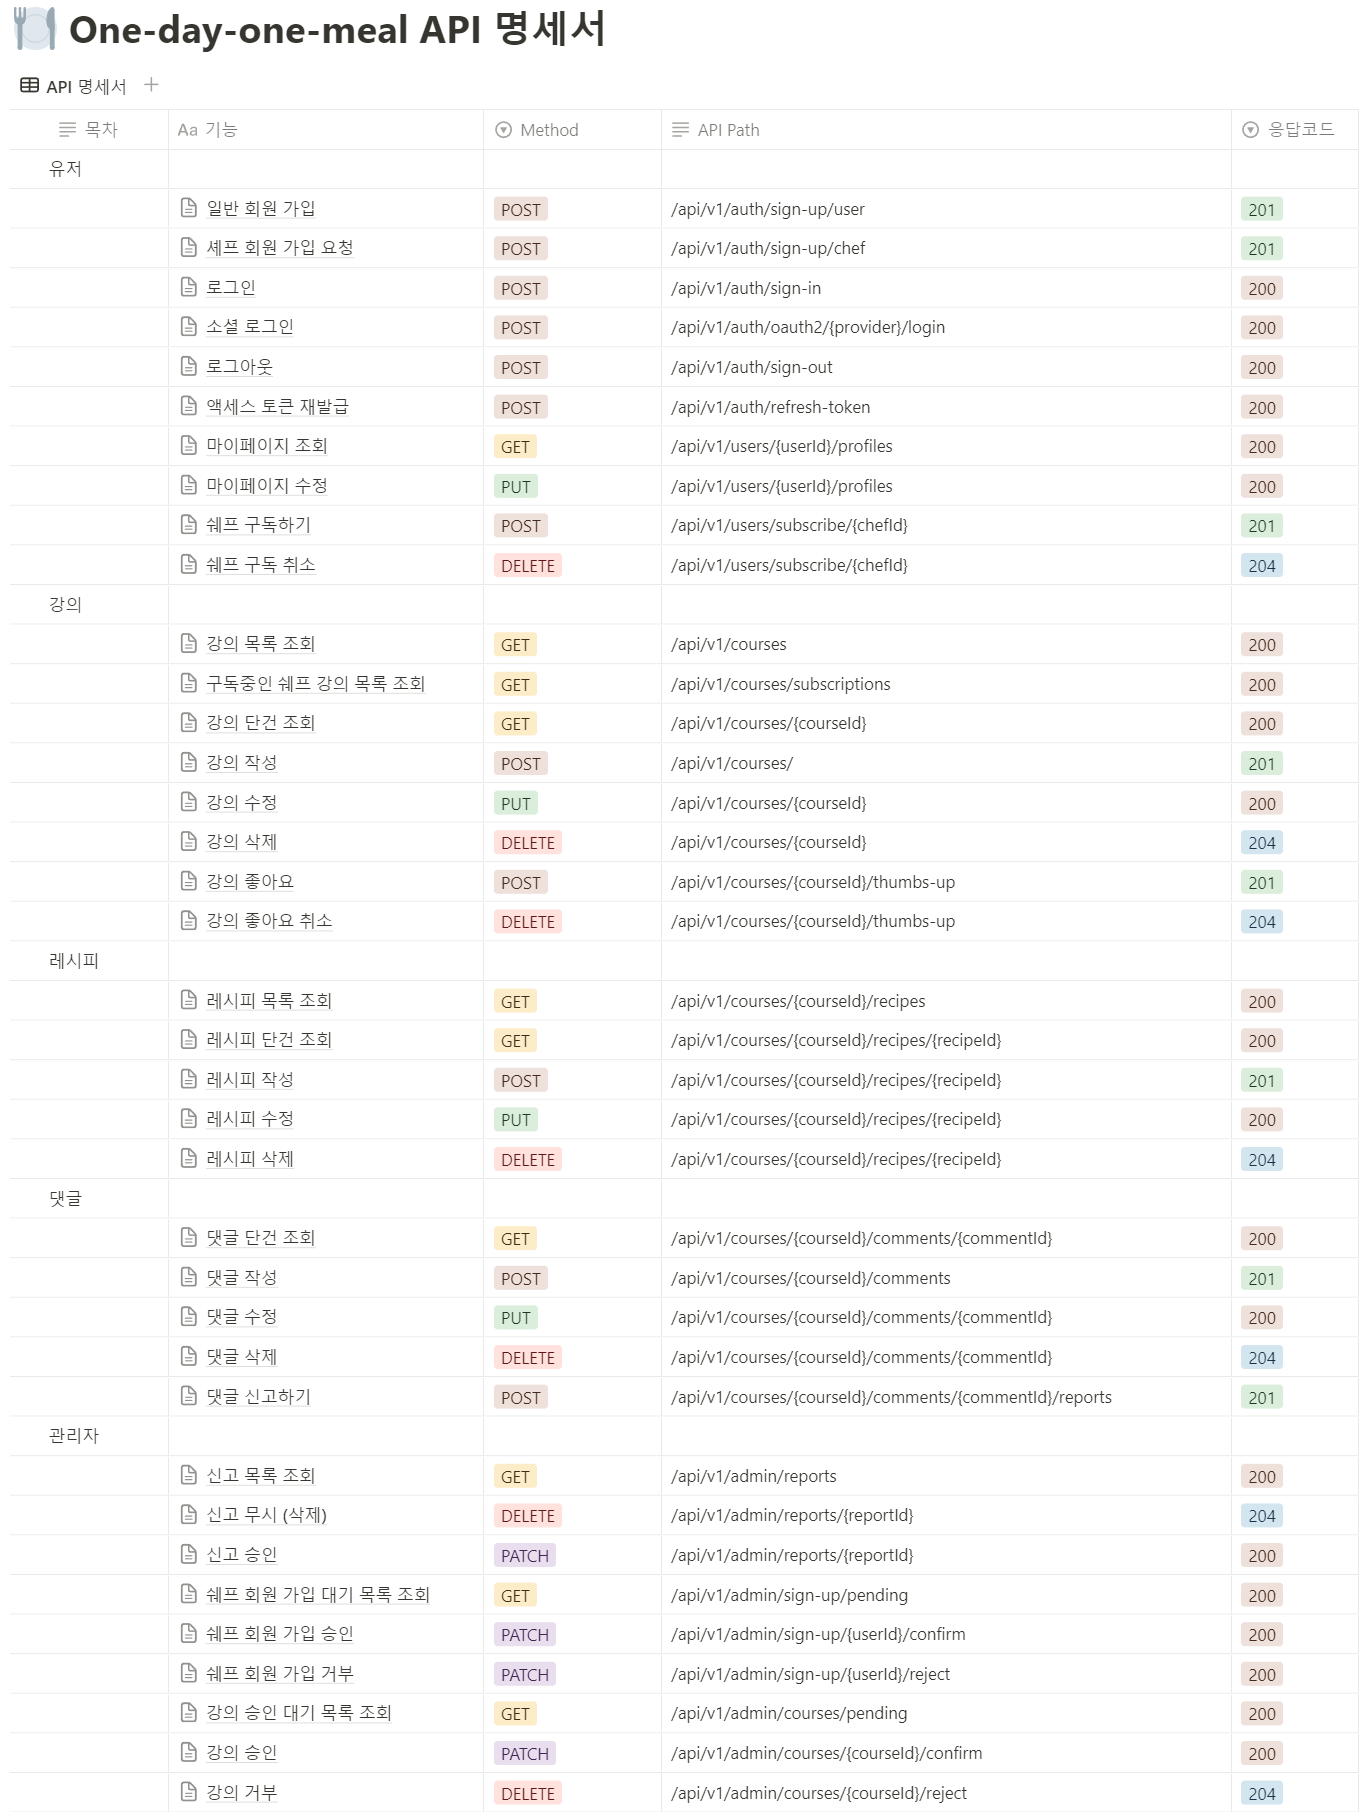 One-day-one-meal API 명세서
API 명세서
목차 Aa 기능 Method API Path 응답코드
유저
일반 회원 가입 POST /api/v1/auth/sign-up/user 201
셰프 회원 가입 요청 POST /api/v1/auth/sign-up/chef 201
로그인 POST /api/v1/auth/sign-in 200
소셜 로그인 POST /api/v1/auth/oauth2/{provider}/login 200
로그아웃 POST /api/v1/auth/sign-out 200
액세스 토큰 재발급 POST /api/v1/auth/refresh-token 200
마이페이지 조회 GET /api/v1/users/{userId}/profiles 200
마이페이지 수정 PUT /api/v1/users/{userId}/profiles 200
쉐프 구독하기 POST /api/v1/users/subscribe/{chefId} 201
쉐프 구독 취소 DELETE /api/v1/users/subscribe/{chefId} 204
강의
강의 목록 조회 GET /api/v1/courses 200
구독중인 쉐프 강의 목록 조회 GET /api/v1/courses/subscriptions 200
강의 단건 조회 GET /api/v1/courses/{courseId} 200
강의 작성 POST /api/v1/courses/ 201
강의 수정 PUT /api/v1/courses/{courseId} 200
강의 삭제 DELETE /api/v1/courses/{courseId} 204
강의 좋아요 POST /api/v1/courses/{courseId}/thumbs-up 201
강의 좋아요 취소 DELETE /api/v1/courses/{courseId}/thumbs-up 204
레시피
레시피 목록 조회 GET /api/v1/courses/{courseId}/recipes 200
레시피 단건 조회 GET /api/v1/courses/{courseId}/recipes/{recipeId} 200
레시피 작성 POST /api/v1/courses/{courseId}/recipes/{recipeId} 201
레시피 수정 PUT /api/v1/courses/{courseId}/recipes/{recipeId} 200
레시피 삭제 DELETE /api/v1/courses/{courseId}/recipes/{recipeId} 204
댓글
댓글 단건 조회 GET /api/v1/courses/{courseId}/comments/{commentId} 200
댓글 작성 POST /api/v1/courses/{courseId}/comments 201
댓글 수정 PUT /api/v1/courses/{courseId}/comments/{commentId} 200
댓글 삭제 DELETE /api/v1/courses/{courseId}/comments/{commentId} 204
댓글 신고하기 POST /api/v1/courses/{courseId}/comments/{commentId}/reports 201
관리자
신고 목록 조회 GET /api/v1/admin/reports 200
신고 무시 (삭제) DELETE /api/v1/admin/reports/{reportId} 204
신고 승인 PATCH /api/v1/admin/reports/{reportId} 200
쉐프 회원 가입 대기 목록 조회 GET /api/v1/admin/sign-up/pending 200
쉐프 회원 가입 승인 PATCH /api/v1/admin/sign-up/{userId}/confirm 200
쉐프 회원 가입 거부 PATCH /api/v1/admin/sign-up/{userId}/reject 200
강의 승인 대기 목록 조회 GET /api/v1/admin/courses/pending 200
강의 승인 PATCH /api/v1/admin/courses/{courseId}/confirm 200
강의 거부 DELETE /api/v1/admin/courses/{courseId}/reject 204